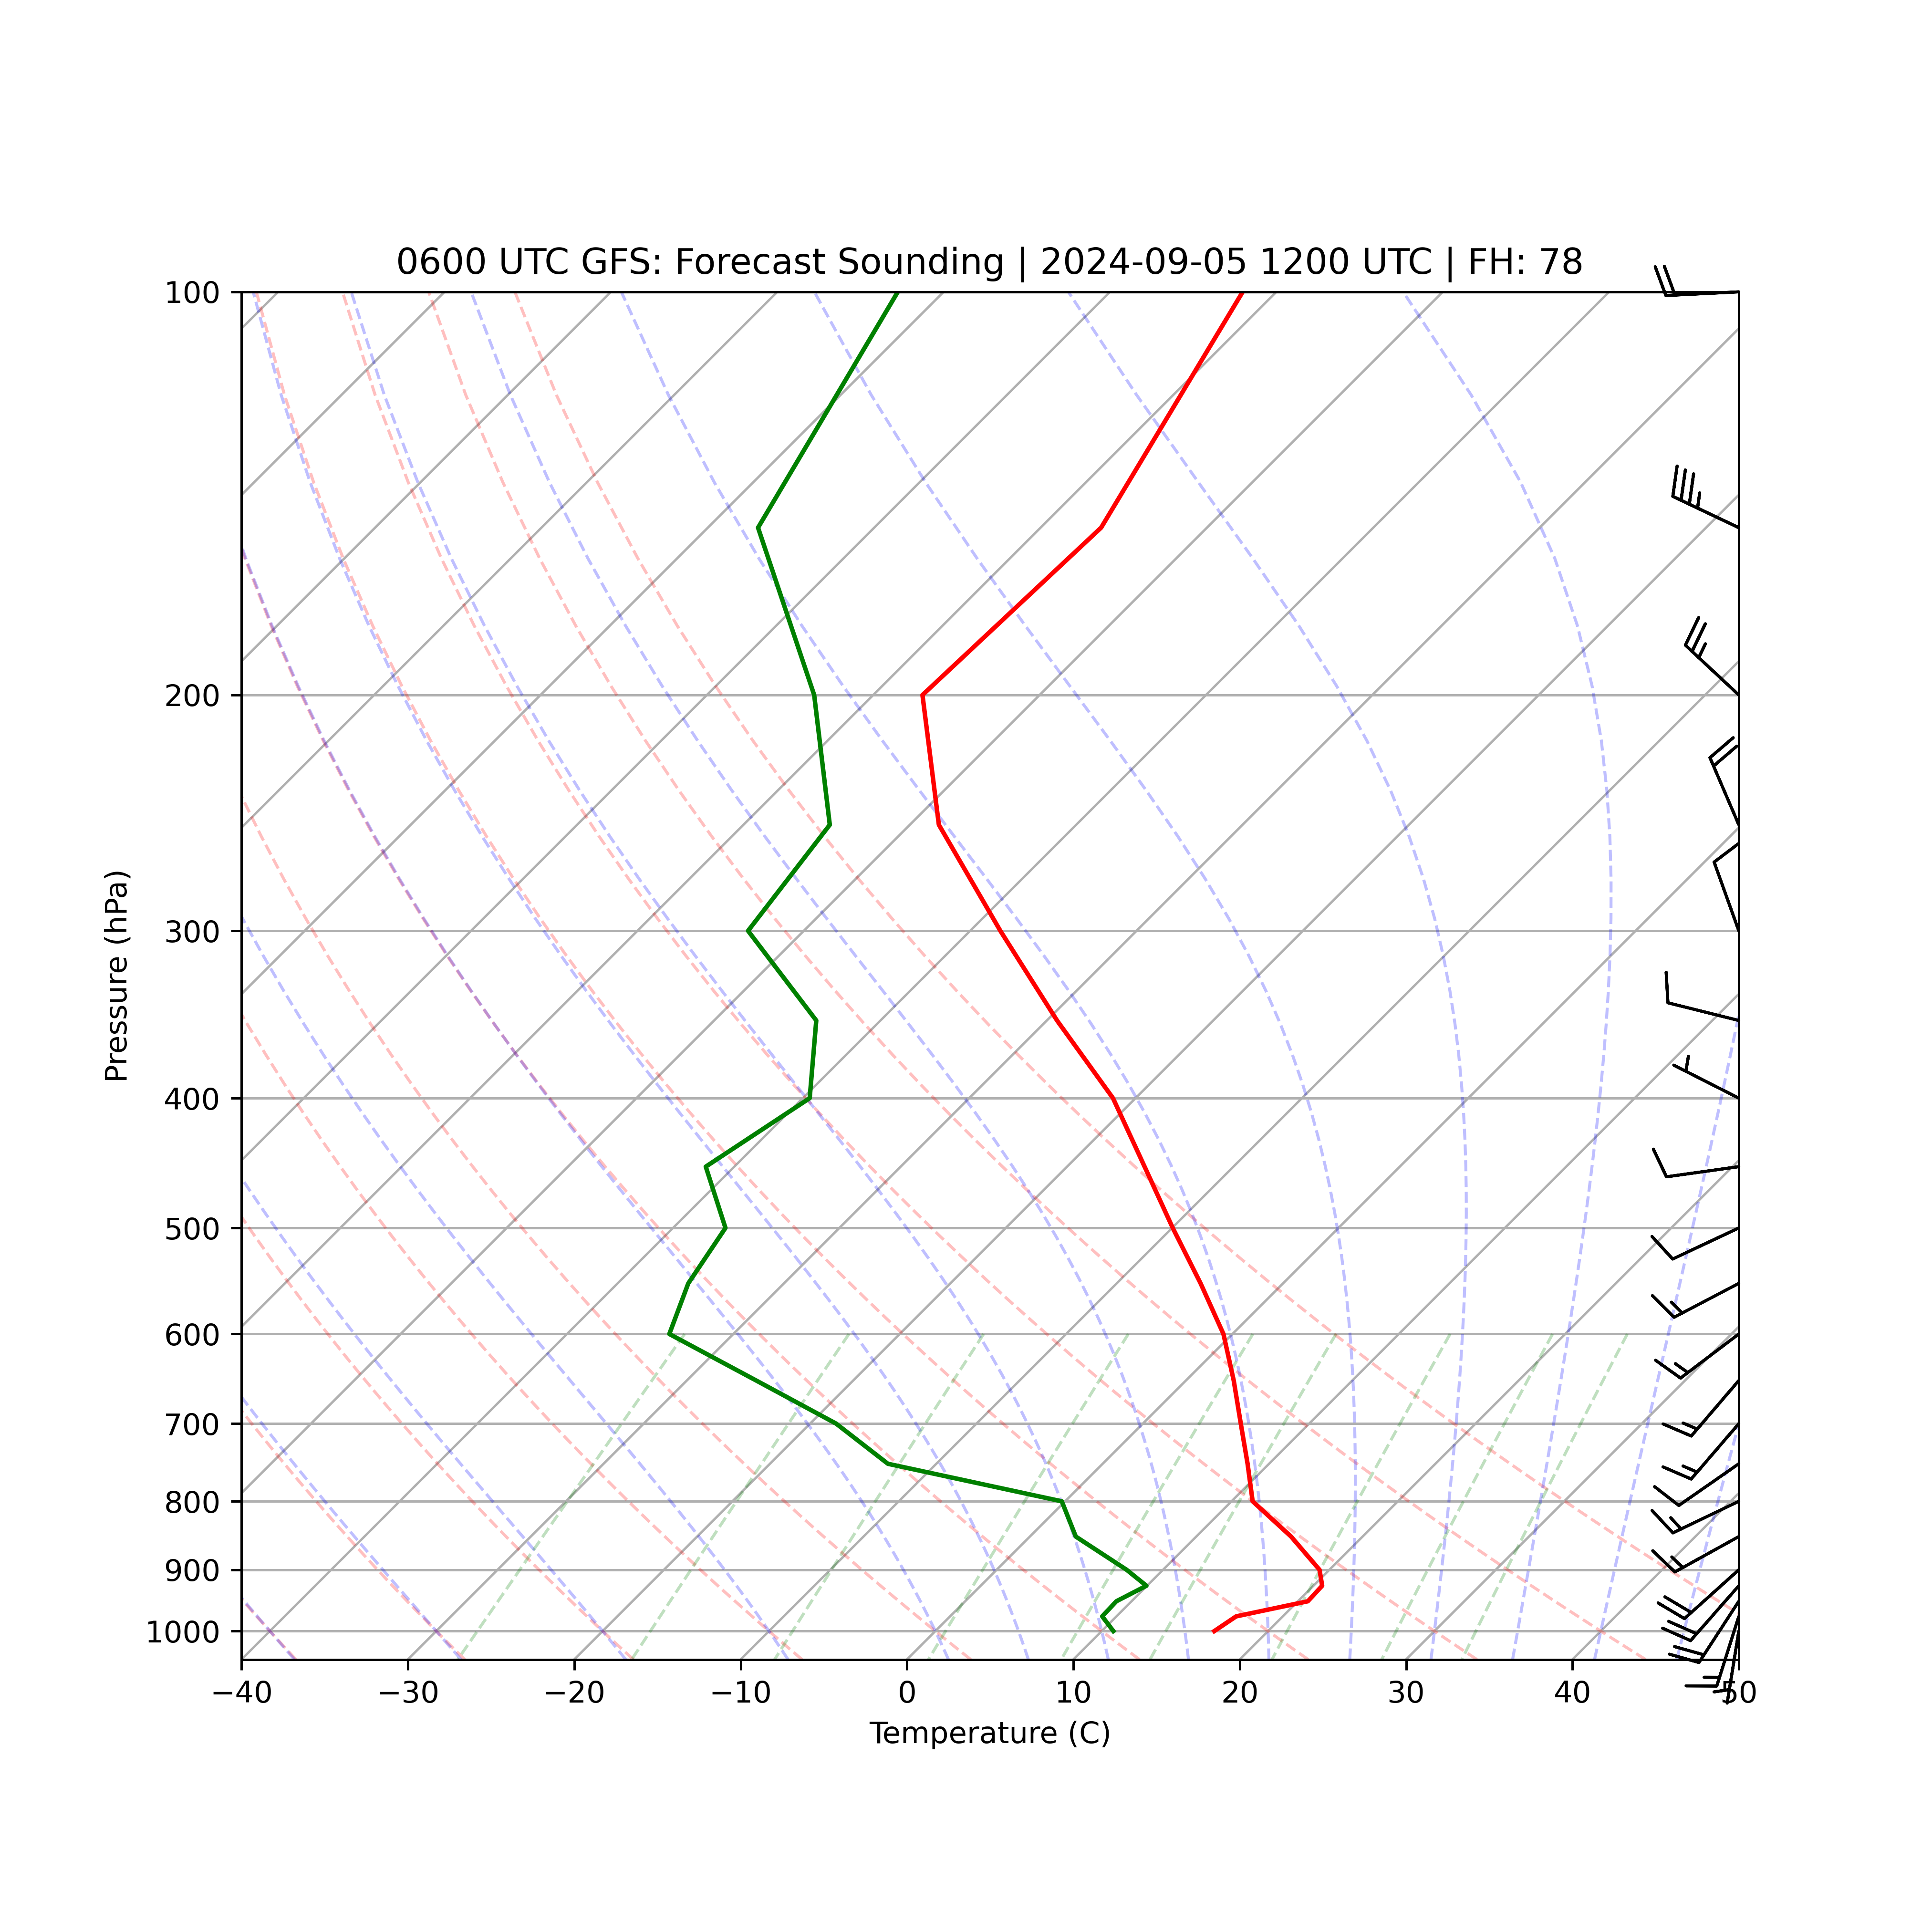 0600 UTC GFS: Forecast Sounding | 2024-09-05 1200 UTC | FH: 78
100
200
300
400
500
600
700
800
900
1000
Pressure (hPa)
−40 −30 −20 −10 0 10 20 30 40 50
Temperature (C)